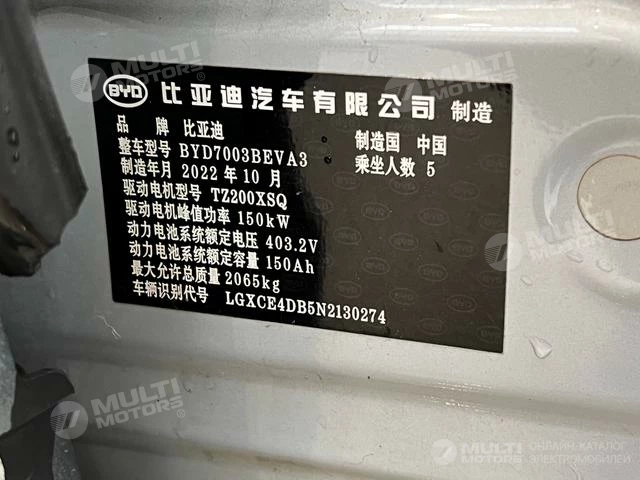 BYD 比亚迪汽车有限公司 制造
品 牌 比亚迪
制造国 中国
整车型号 BYD7003BEVA3
乘坐人数 5
制造年月 2022 年 10 月
驱动电机型号 TZ200XSQ
驱动电机峰值功率 150kW
动力电池系统额定电压 403.2V
动力电池系统额定容量 150Ah
最大允许总质量 2065kg
车辆识别代号 LGXCE4DB5N2130274
MULTI MOTORS
MULTI MOTORS
MULTI MOTORS
MULTI MOTORS
ОНЛАЙН-КАТАЛОГ ЭЛЕКТРОМОБИЛЕЙ